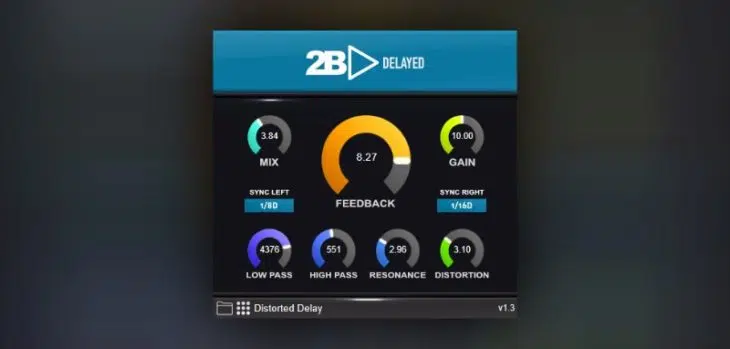 2B DELAYED
3.84
MIX
8.27
FEEDBACK
10.00
GAIN
SYNC LEFT
1/8D
SYNC RIGHT
1/16D
4376
LOW PASS
551
HIGH PASS
2.96
RESONANCE
3.10
DISTORTION
Distorted Delay
v1.3